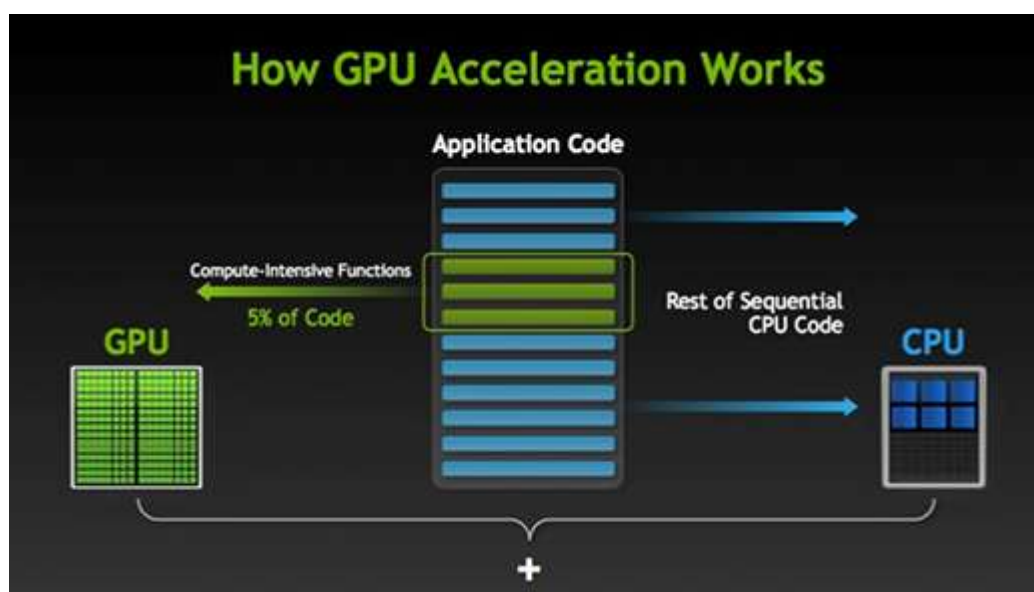 How GPU Acceleration Works
Application Code
Compute-Intensive Functions
5% of Code
Rest of Sequential
CPU Code
GPU
CPU
+